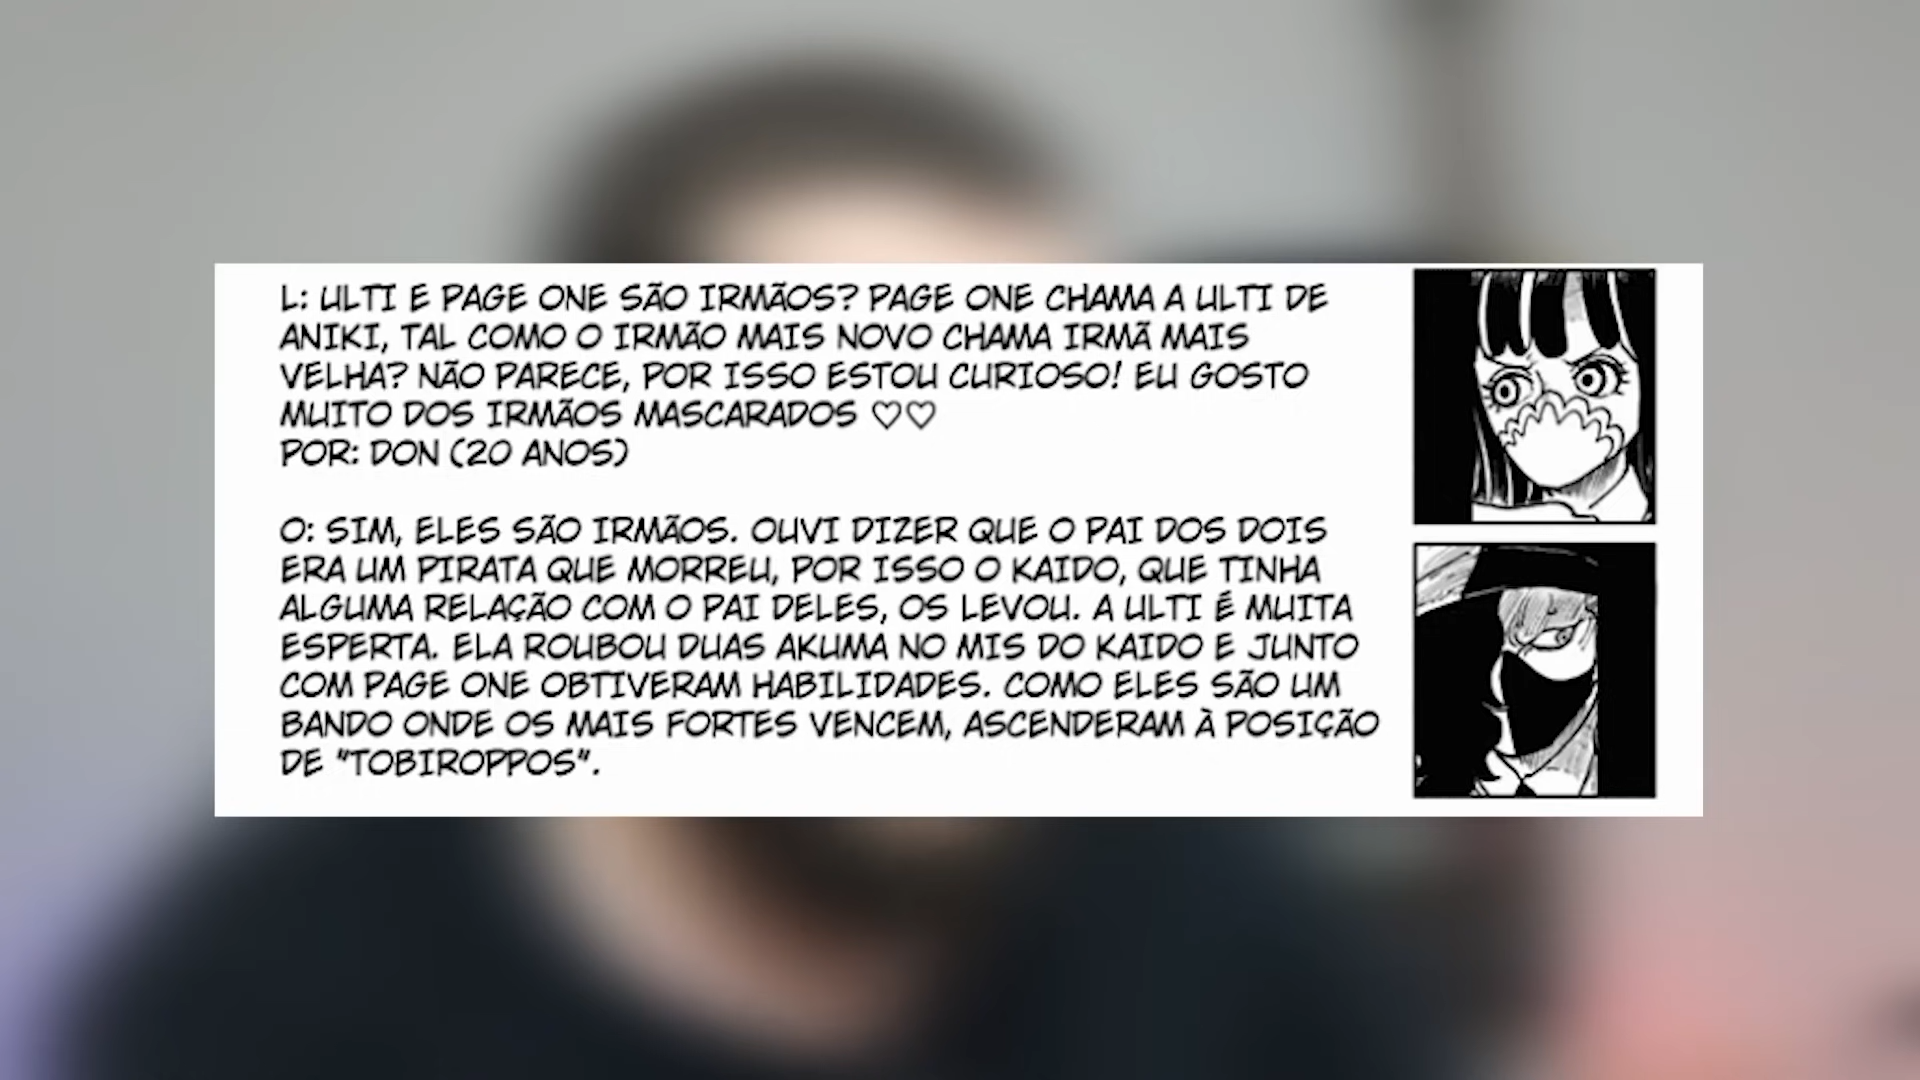 L: ULTI E PAGE ONE SÃO IRMÃOS? PAGE ONE CHAMA A ULTI DE
ANIKI, TAL COMO O IRMÃO MAIS NOVO CHAMA IRMÃ MAIS
VELHA? NÃO PARECE, POR ISSO ESTOU CURIOSO! EU GOSTO
MUITO DOS IRMÃOS MASCARADOS ♡♡
POR: DON (20 ANOS)
O: SIM, ELES SÃO IRMÃOS. OUVI DIZER QUE O PAI DOS DOIS
ERA UM PIRATA QUE MORREU, POR ISSO O KAIDO, QUE TINHA
ALGUMA RELAÇÃO COM O PAI DELES, OS LEVOU. A ULTI É MUITA
ESPERTA. ELA ROUBOU DUAS AKUMA NO MIS DO KAIDO E JUNTO
COM PAGE ONE OBTIVERAM HABILIDADES. COMO ELES SÃO UM
BANDO ONDE OS MAIS FORTES VENCEM, ASCENDERAM À POSIÇÃO
DE "TOBIROPPOS".